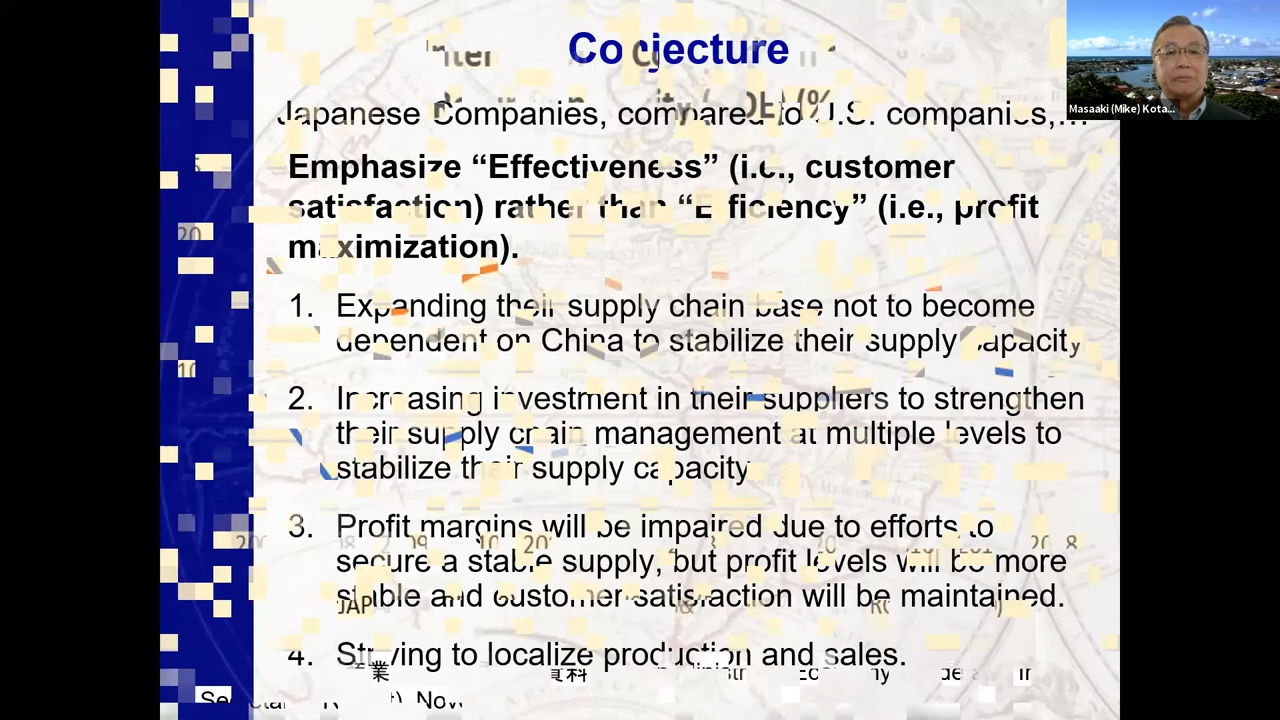 Conjecture
Japanese Companies, compared to U.S. companies,…
Masaaki (Mike) Kota...
Emphasize “Effectiveness” (i.e., customer
satisfaction) rather than “Efficiency” (i.e., profit
maximization).
1. Expanding their supply chain base not to become
dependent on China to stabilize their supply capacity
2. Increasing investment in their suppliers to strengthen
their supply chain management at multiple levels to
stabilize their supply capacity
3. Profit margins will be impaired due to efforts to
secure a stable supply, but profit levels will be more
stable and customer satisfaction will be maintained.
4. Striving to localize production and sales.